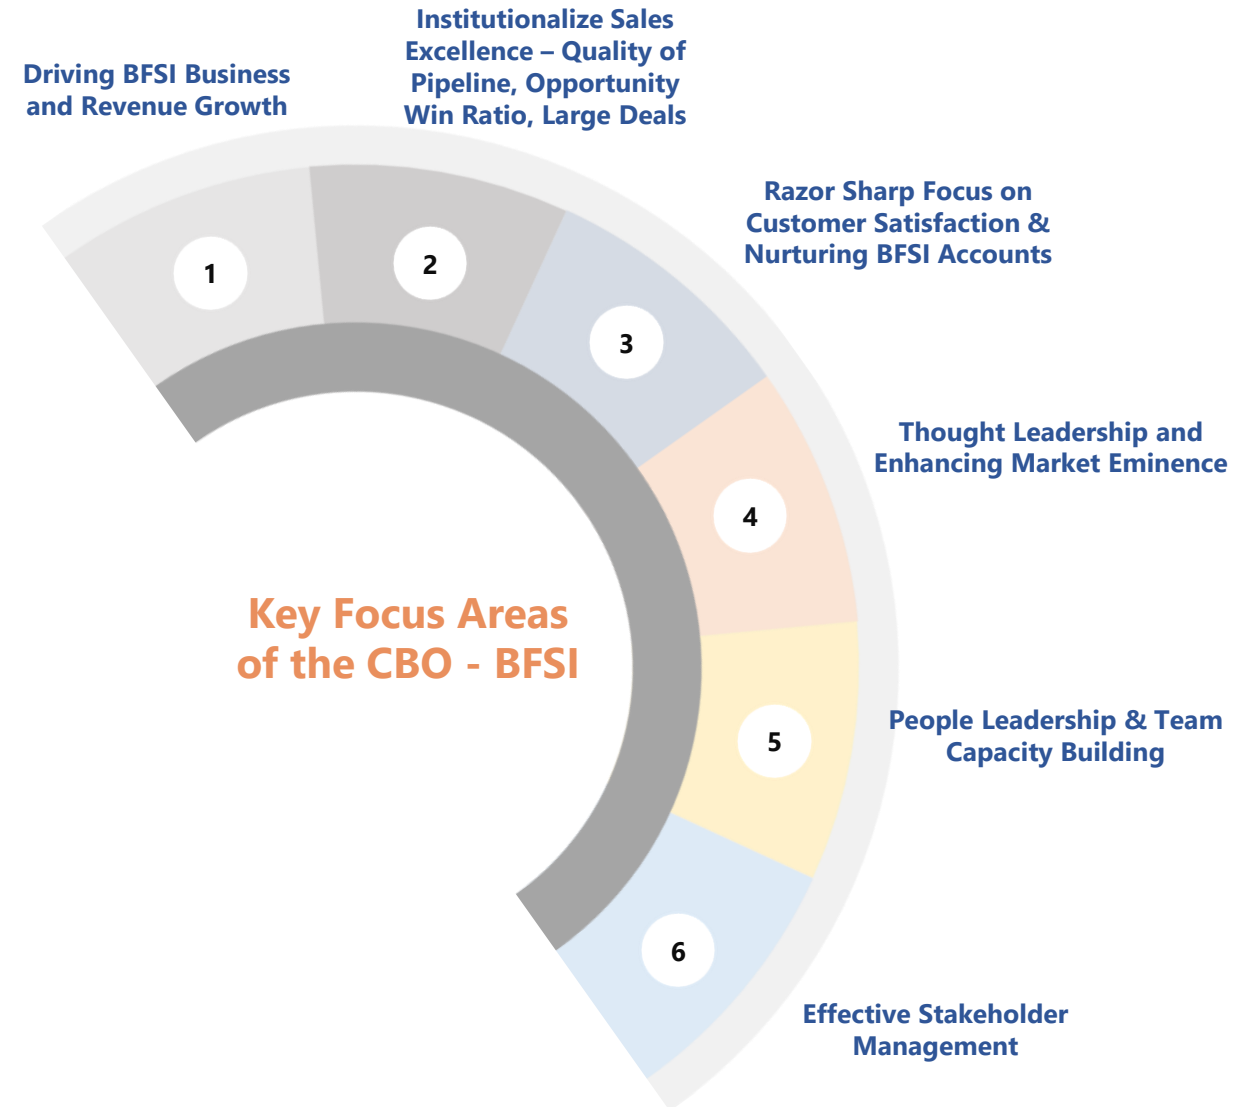 Driving BFSI Business
and Revenue Growth
Institutionalize Sales
Excellence – Quality of
Pipeline, Opportunity
Win Ratio, Large Deals
Razor Sharp Focus on
Customer Satisfaction &
Nurturing BFSI Accounts
Thought Leadership and
Enhancing Market Eminence
People Leadership & Team
Capacity Building
Effective Stakeholder
Management
1
2
3
4
5
6
Key Focus Areas
of the CBO - BFSI